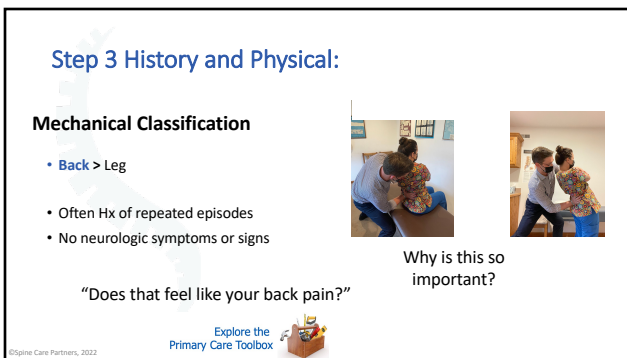 Step 3 History and Physical:
Mechanical Classification
• Back > Leg
• Often Hx of repeated episodes
• No neurologic symptoms or signs
Why is this so
important?
“Does that feel like your back pain?”
Explore the
Primary Care Toolbox
©Spine Care Partners, 2022